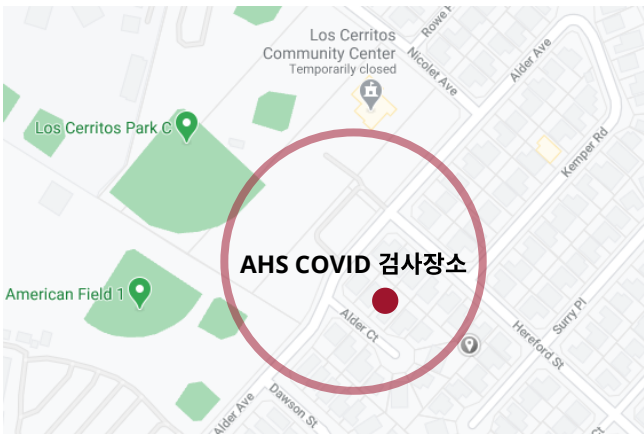 Los Cerritos
Community Center
Temporarily closed
Nicolet Ave
Alder Ave
Kemper Rd
Los Cerritos Park C
AHS COVID 검사장소
American Field 1
Alder Ct
Hereford St
Surry Pl
Alder Ave
Dawson St